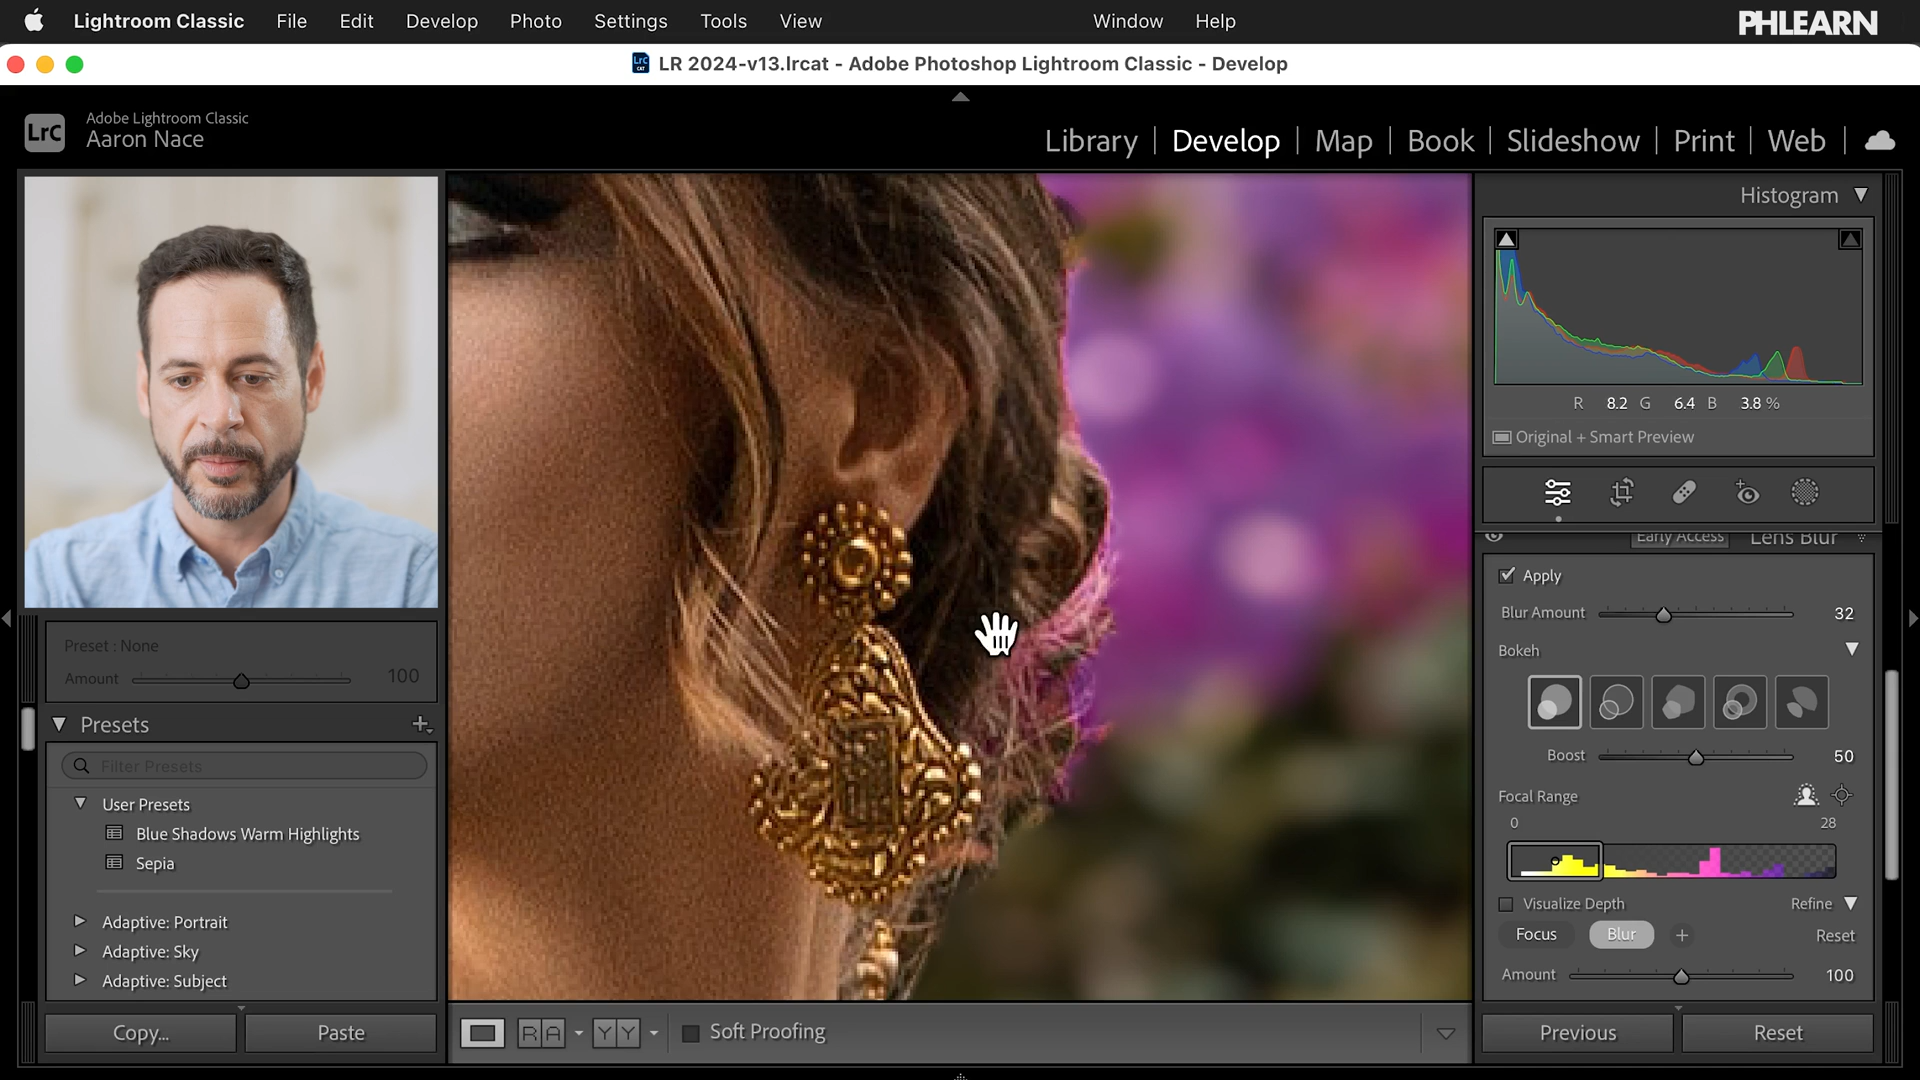 Lightroom Classic File Edit Develop Photo Settings Tools View Window Help PHLEARN
LR 2024-v13.lrcat - Adobe Photoshop Lightroom Classic - Develop
LrC Adobe Lightroom Classic
Aaron Nace
Library | Develop | Map | Book | Slideshow | Print | Web
Histogram
R 8.2 G 6.4 B 3.8 %
Original + Smart Preview
Early Access Lens Blur
Apply
Blur Amount 32
Bokeh
Boost 50
Focal Range
0 28
Visualize Depth Refine
Focus Blur + Reset
Amount 100
Previous Reset
Preset : None
Amount 100
Presets +
Filter Presets
User Presets
Blue Shadows Warm Highlights
Sepia
Adaptive: Portrait
Adaptive: Sky
Adaptive: Subject
Copy... Paste
R A Y Y Soft Proofing